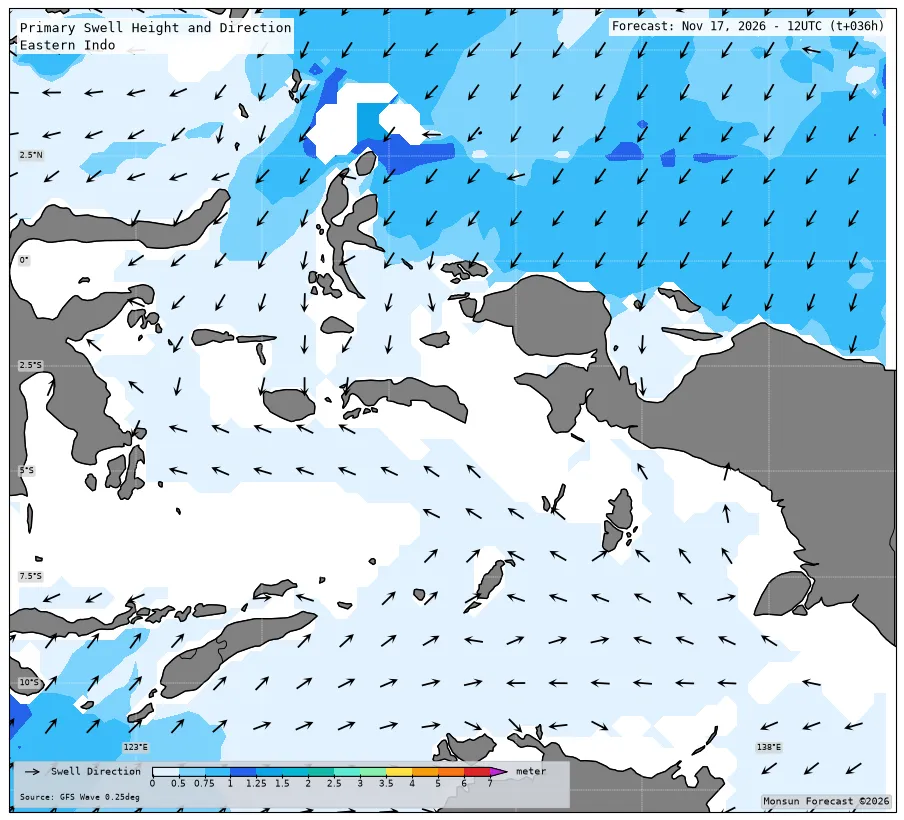 Primary Swell Height and Direction
Eastern Indo
Forecast: Nov 17, 2026 - 12UTC (t+036h)
2.5°N
0°
2.5°S
5°S
7.5°S
10°S
123°E
138°E
Swell Direction
0 0.5 0.75 1 1.25 1.5 2 2.5 3 3.5 4 5 6 7
meter
Source: GFS Wave 0.25deg
Monsun Forecast ©2026